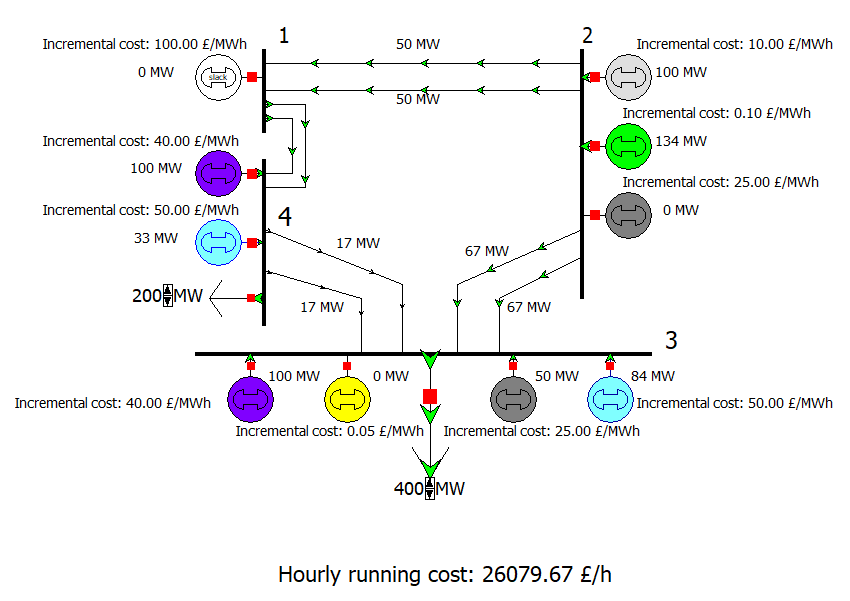 1
2
Incremental cost: 100.00 £/MWh
50 MW
Incremental cost: 10.00 £/MWh
0 MW
slack
100 MW
50 MW
Incremental cost: 0.10 £/MWh
Incremental cost: 40.00 £/MWh
134 MW
100 MW
Incremental cost: 25.00 £/MWh
Incremental cost: 50.00 £/MWh
4
0 MW
33 MW
17 MW
67 MW
200 MW
17 MW
67 MW
3
100 MW
0 MW
50 MW
84 MW
Incremental cost: 40.00 £/MWh
Incremental cost: 50.00 £/MWh
Incremental cost: 0.05 £/MWh
Incremental cost: 25.00 £/MWh
400 MW
Hourly running cost: 26079.67 £/h